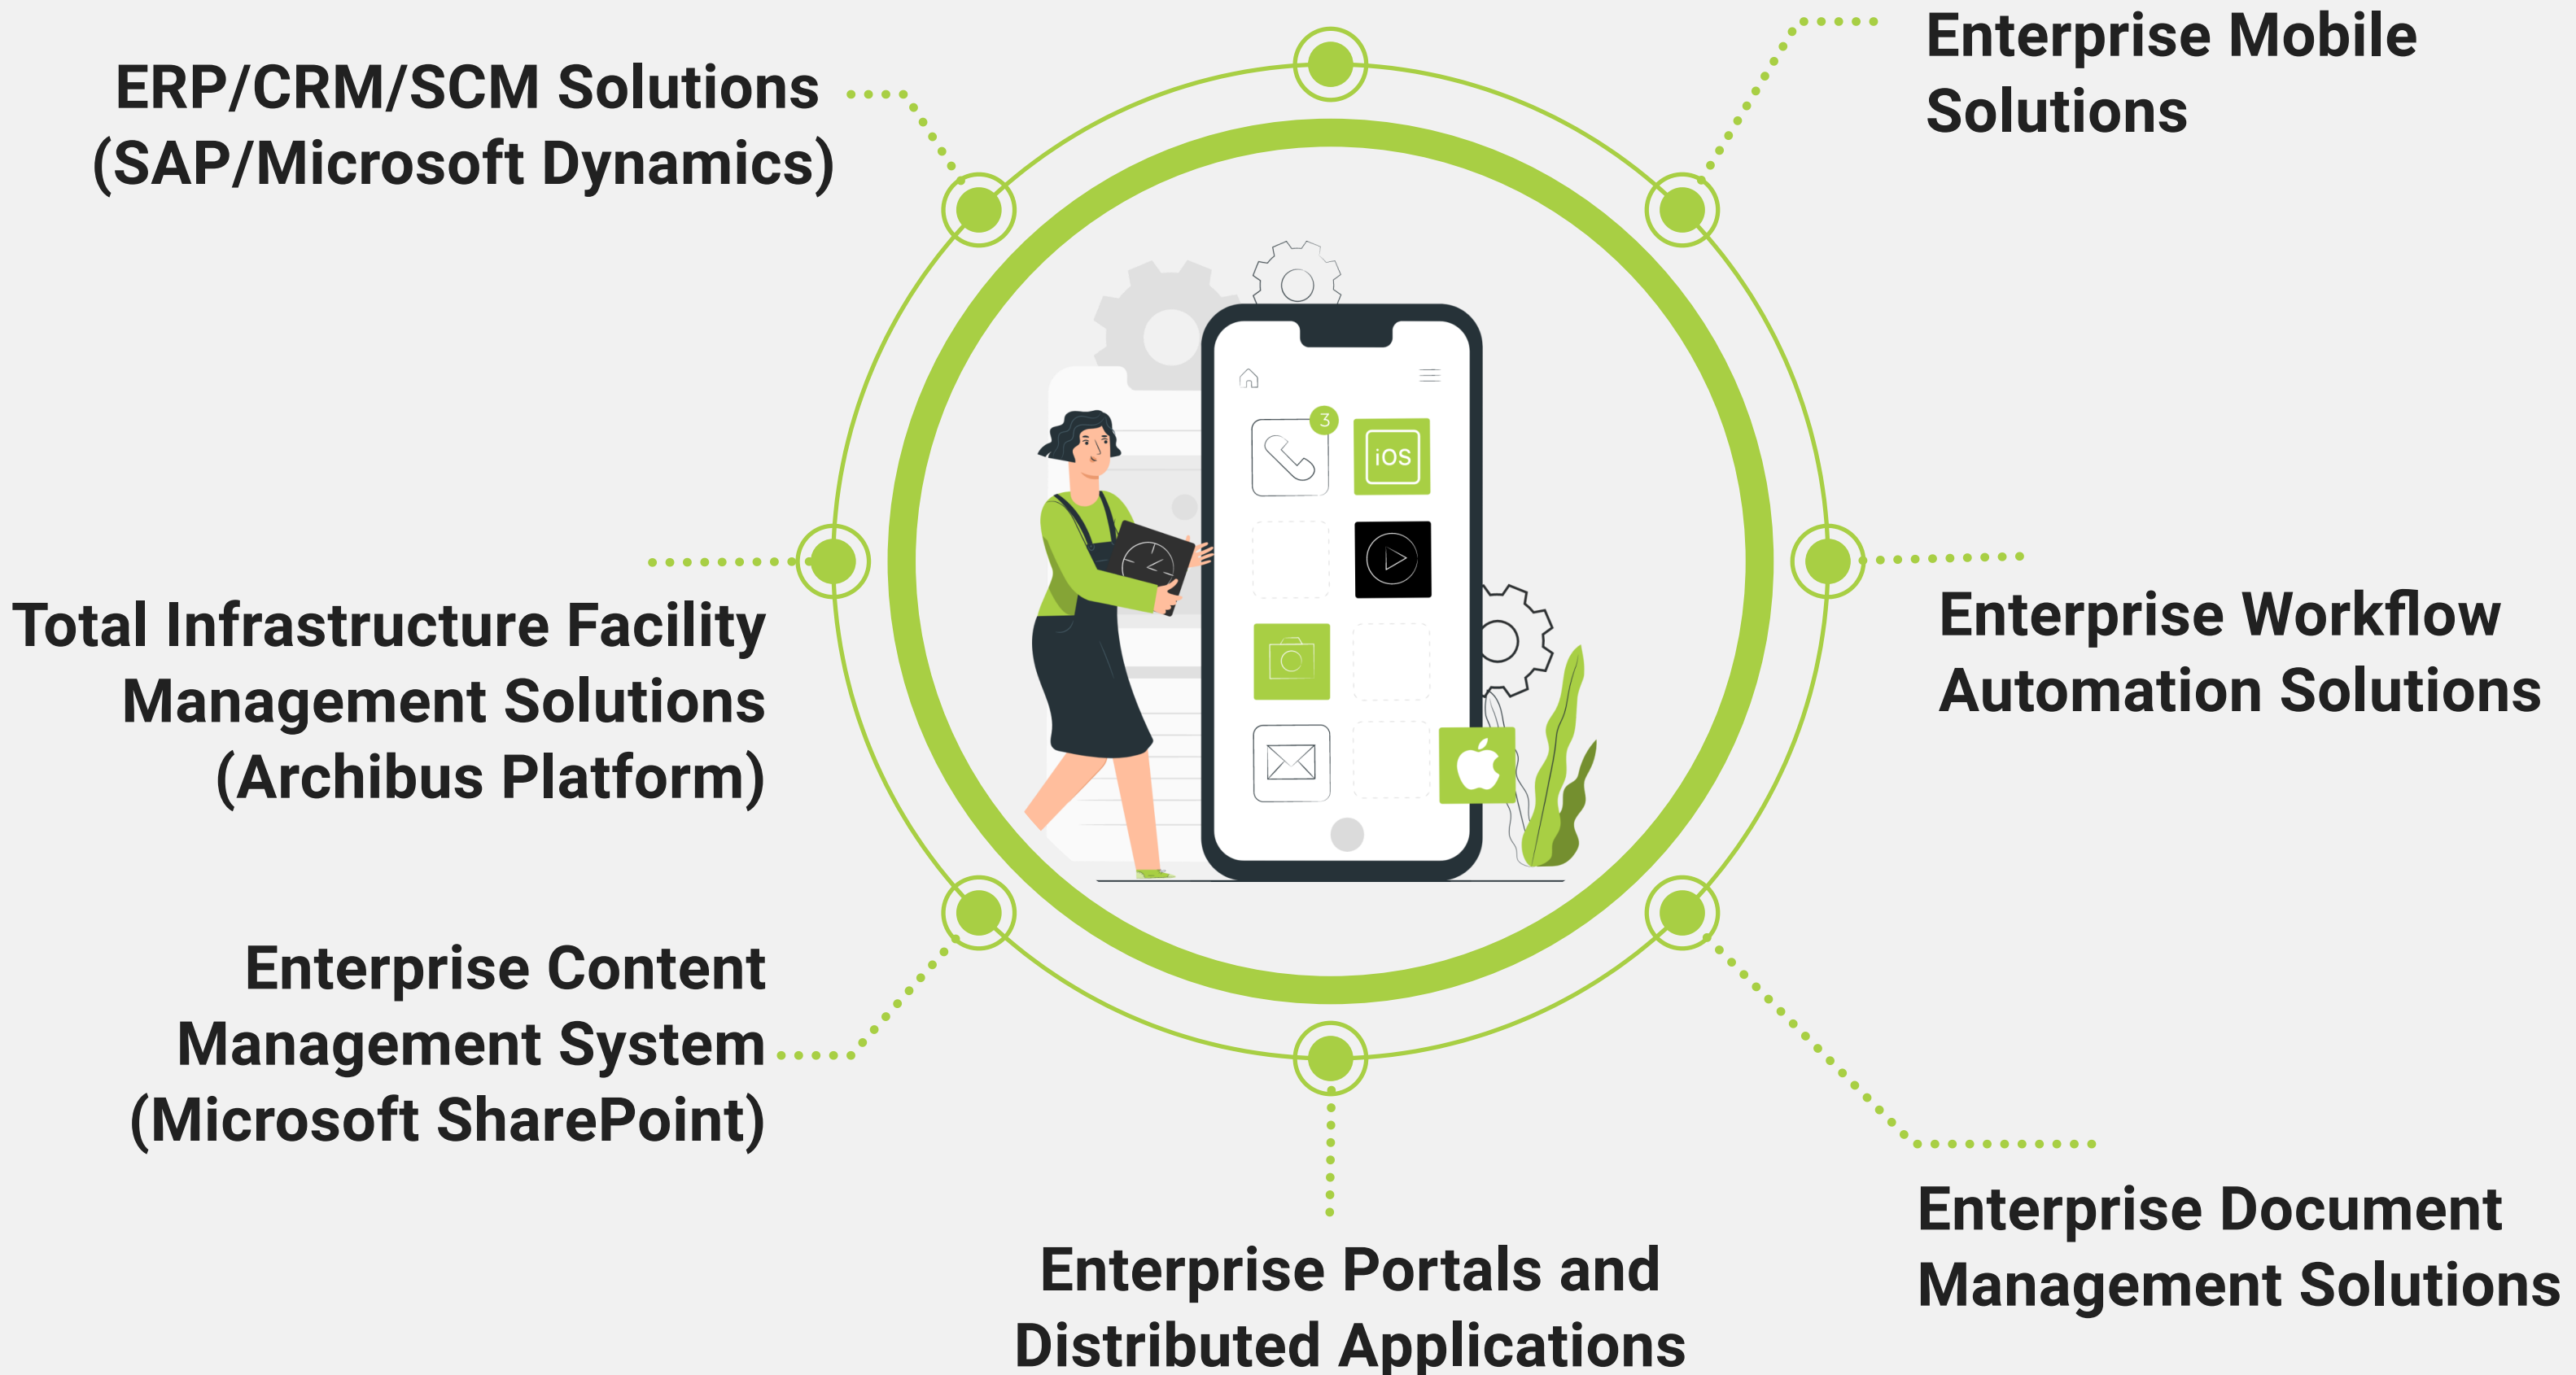 ERP/CRM/SCM Solutions
(SAP/Microsoft Dynamics)
Enterprise Mobile
Solutions
3
iOS
Total Infrastructure Facility
Management Solutions
(Archibus Platform)
Enterprise Workflow
Automation Solutions
Enterprise Content
Management System
(Microsoft SharePoint)
Enterprise Document
Management Solutions
Enterprise Portals and
Distributed Applications